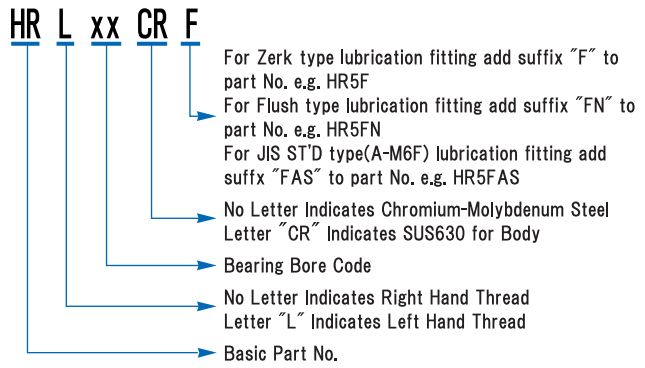 HR L xx CR F
For Zerk type lubrication fitting add suffix ″F″ to
part No. e.g. HR5F
For Flush type lubrication fitting add suffix ″FN″ to
part No. e.g. HR5FN
For JIS ST'D type(A-M6F) lubrication fitting add
suffx ″FAS″ to part No. e.g. HR5FAS
No Letter Indicates Chromium-Molybdenum Steel
Letter ″CR″ Indicates SUS630 for Body
Bearing Bore Code
No Letter Indicates Right Hand Thread
Letter ″L″ Indicates Left Hand Thread
Basic Part No.